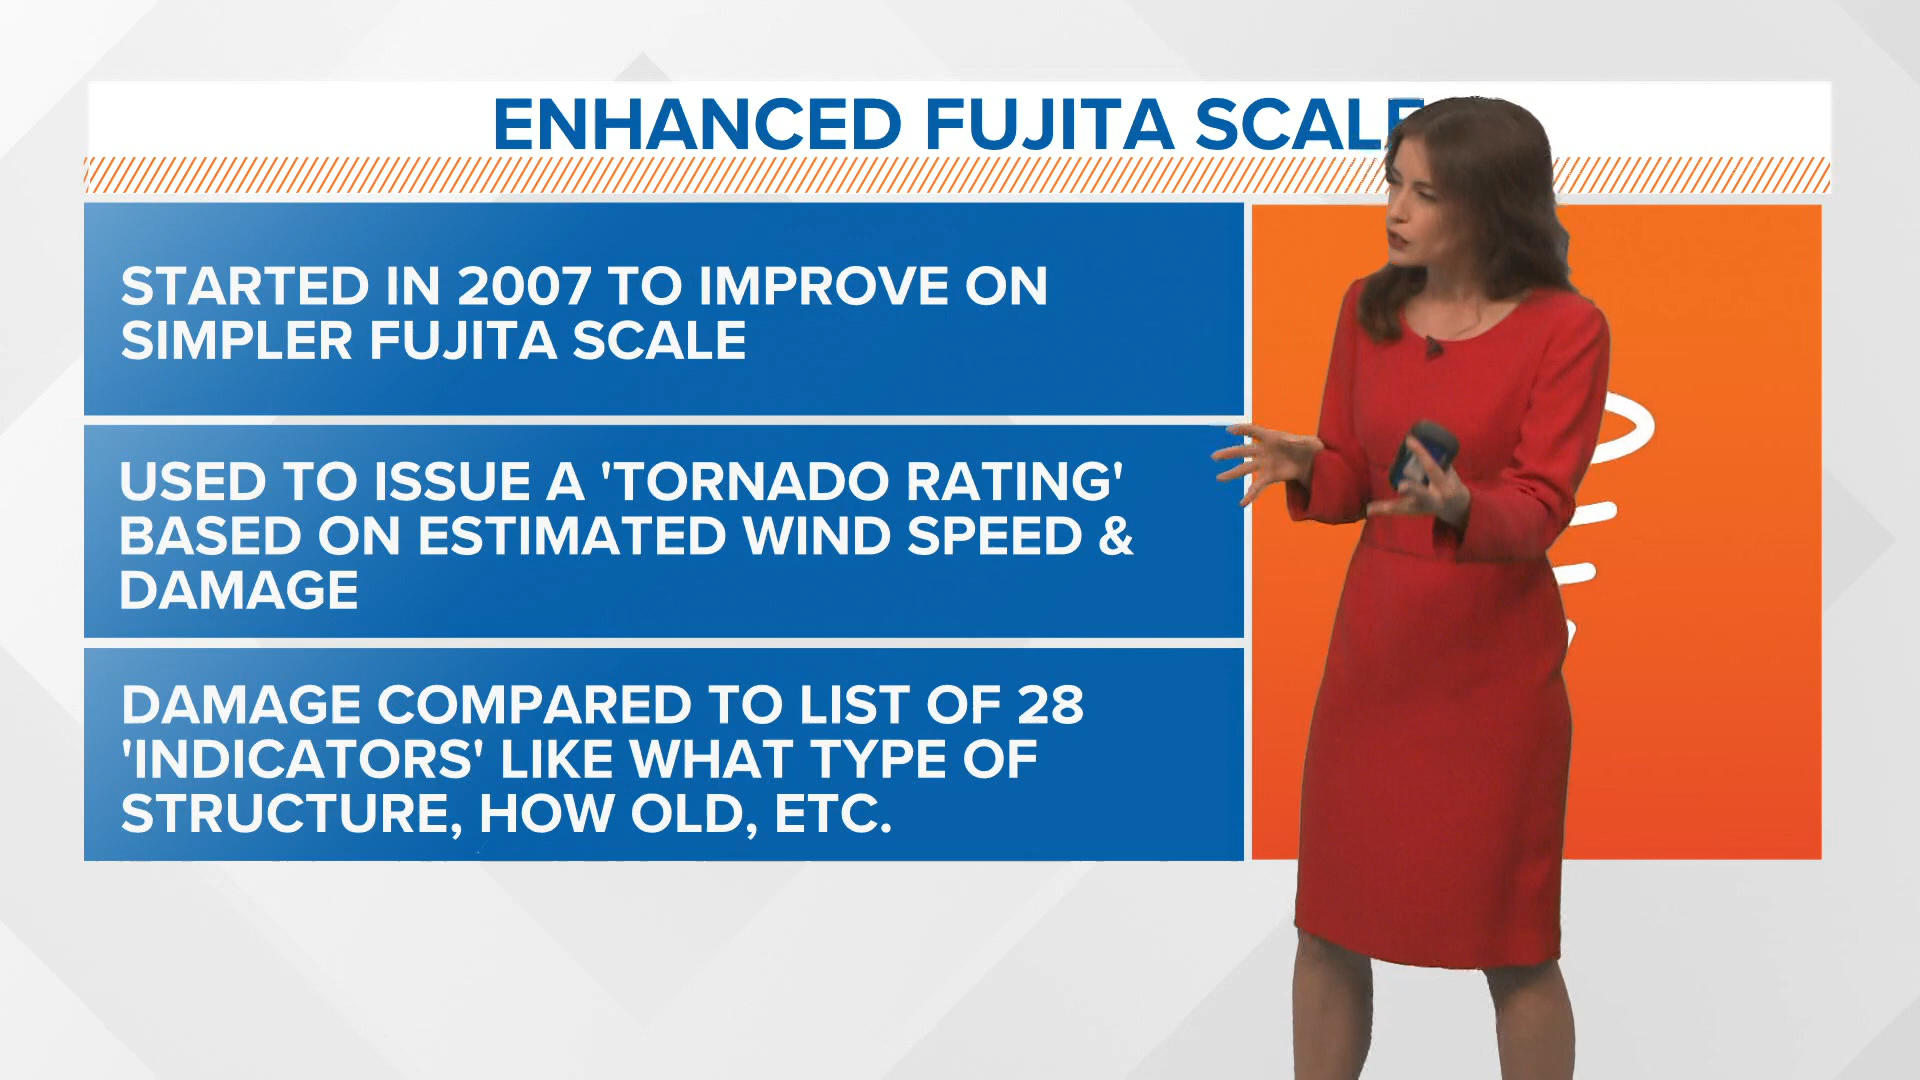 ENHANCED FUJITA SCALE
STARTED IN 2007 TO IMPROVE ON
SIMPLER FUJITA SCALE
USED TO ISSUE A 'TORNADO RATING'
BASED ON ESTIMATED WIND SPEED &
DAMAGE
DAMAGE COMPARED TO LIST OF 28
'INDICATORS' LIKE WHAT TYPE OF
STRUCTURE, HOW OLD, ETC.